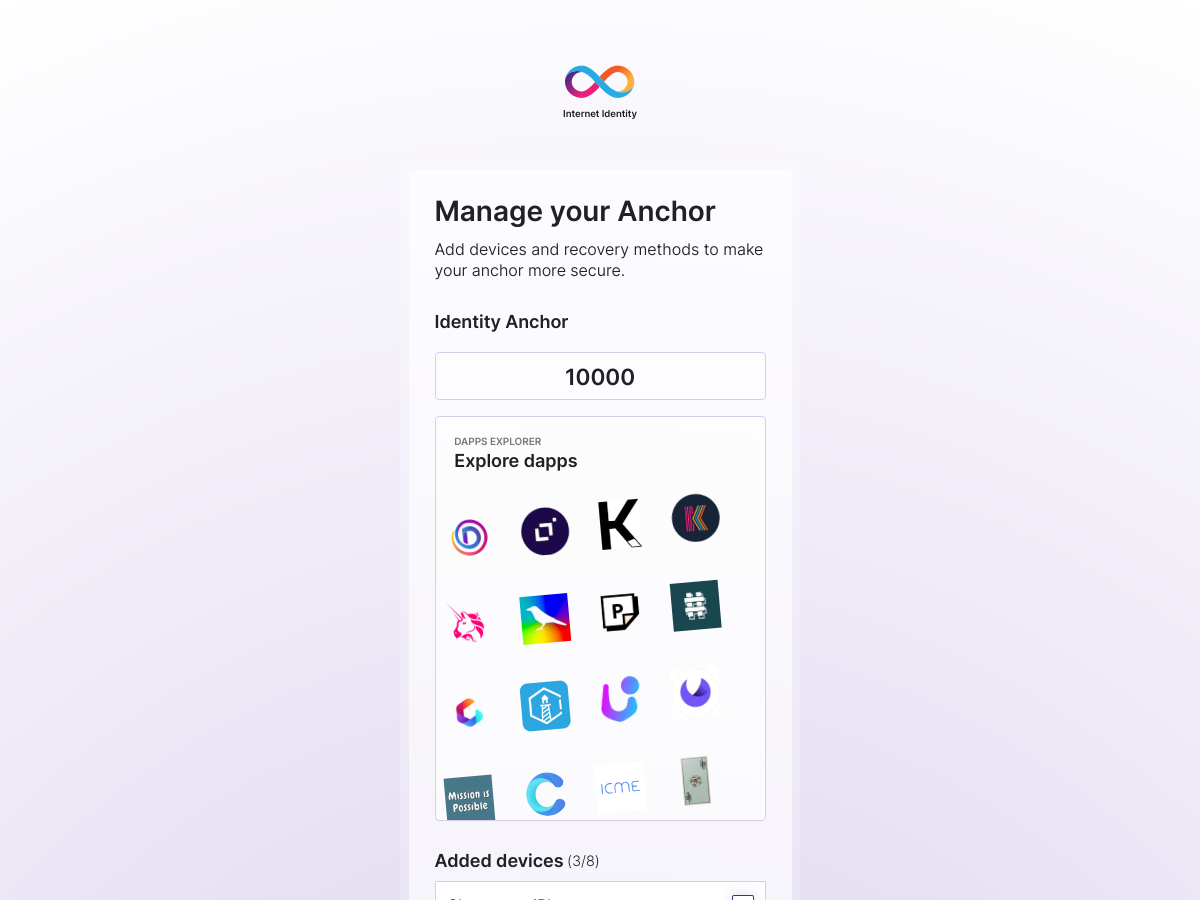 Internet Identity
Manage your Anchor
Add devices and recovery methods to make
your anchor more secure.
Identity Anchor
10000
DAPPS EXPLORER
Explore dapps
Mission is
Possible
ICME
Added devices (3/8)